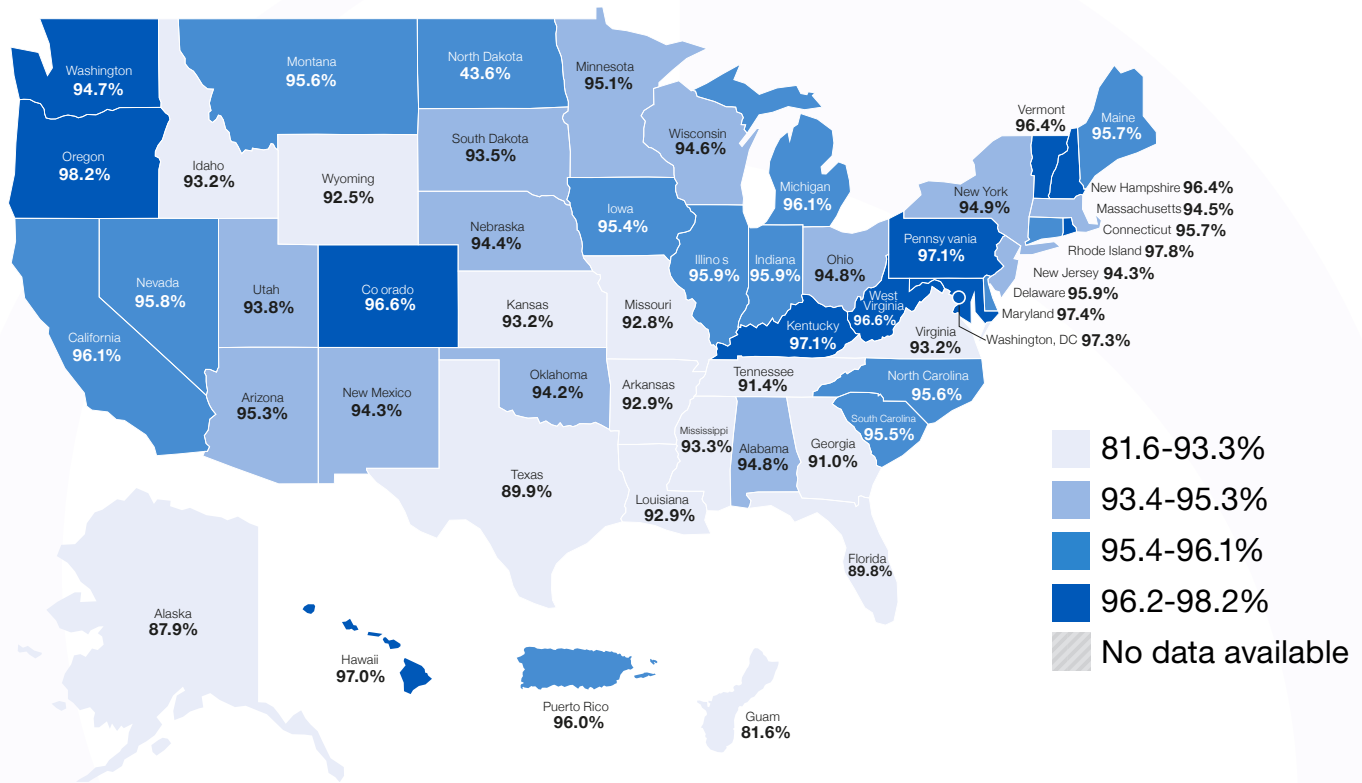 Washington
94.7%
Montana
95.6%
North Dakota
43.6%
Minnesota
95.1%
Vermont
96.4%
Maine
95.7%
Oregon
98.2%
Idaho
93.2%
Wyoming
92.5%
South Dakota
93.5%
Wisconsin
94.6%
Michigan
96.1%
New York
94.9%
New Hampshire 96.4%
Massachusetts 94.5%
Connecticut 95.7%
Rhode Island 97.8%
New Jersey 94.3%
Delaware 95.9%
Maryland 97.4%
Washington, DC 97.3%
Nebraska
94.4%
Iowa
95.4%
Illino s
95.9%
Indiana
95.9%
Ohio
94.8%
Pennsy vania
97.1%
Nevada
95.8%
Utah
93.8%
Co orado
96.6%
Kansas
93.2%
Missouri
92.8%
Kentucky
97.1%
West
Virginia
96.6%
Virginia
93.2%
California
96.1%
Arizona
95.3%
New Mexico
94.3%
Oklahoma
94.2%
Arkansas
92.9%
Tennessee
91.4%
North Carolina
95.6%
South Carolina
95.5%
Mississippi
93.3%
Alabama
94.8%
Georgia
91.0%
Texas
89.9%
Louisiana
92.9%
Florida
89.8%
Alaska
87.9%
Hawaii
97.0%
Puerto Rico
96.0%
Guam
81.6%
81.6-93.3%
93.4-95.3%
95.4-96.1%
96.2-98.2%
No data available